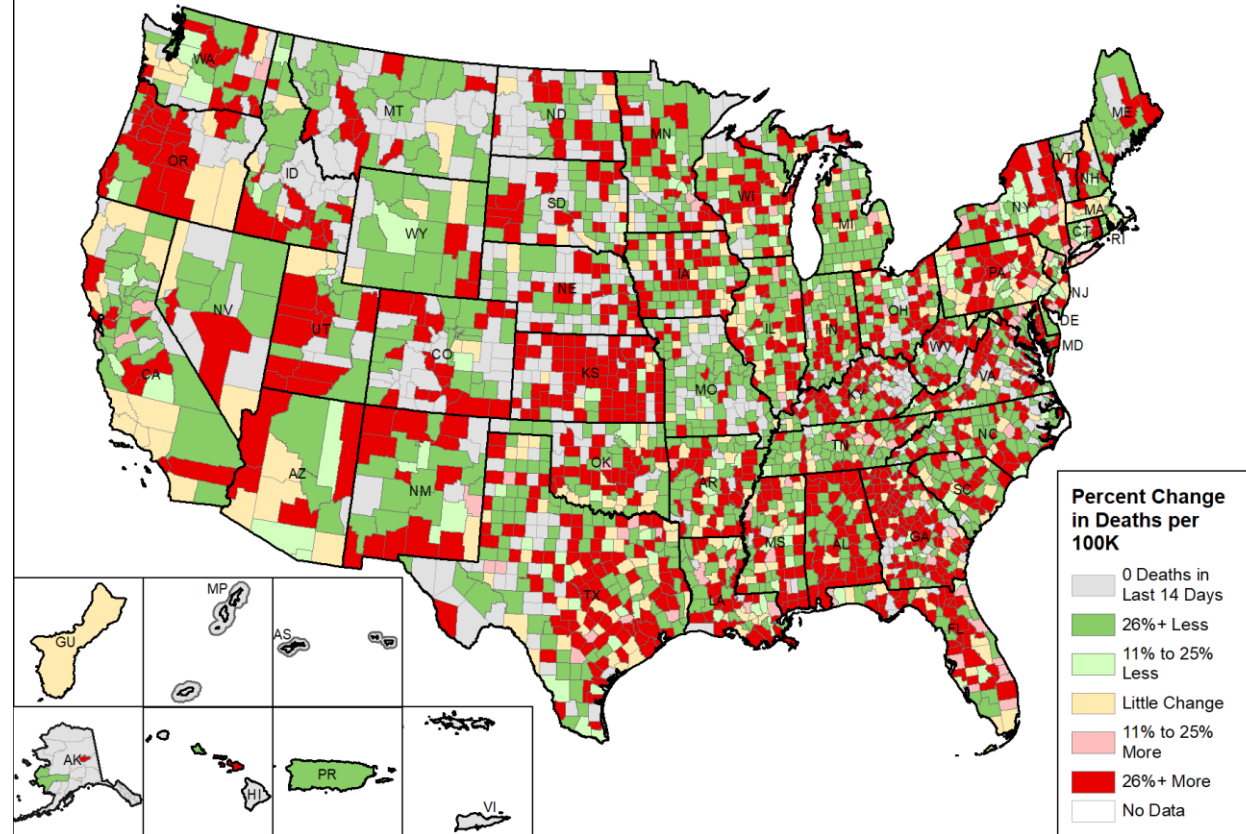 WA
MT
ND
MN
ME
OR
ID
SD
WI
VT
NH
NY
MA
WY
MI
CT
RI
IA
PA
NE
NJ
NV
UT
CO
IL
IN
OH
DE
MD
WV
CA
KS
MO
VA
KY
AZ
NM
OK
AR
TN
NC
SC
MS
AL
GA
TX
LA
FL
GU
MP
AS
AK
HI
PR
VI
Percent Change
in Deaths per
100K
0 Deaths in
Last 14 Days
26%+ Less
11% to 25%
Less
Little Change
11% to 25%
More
26%+ More
No Data